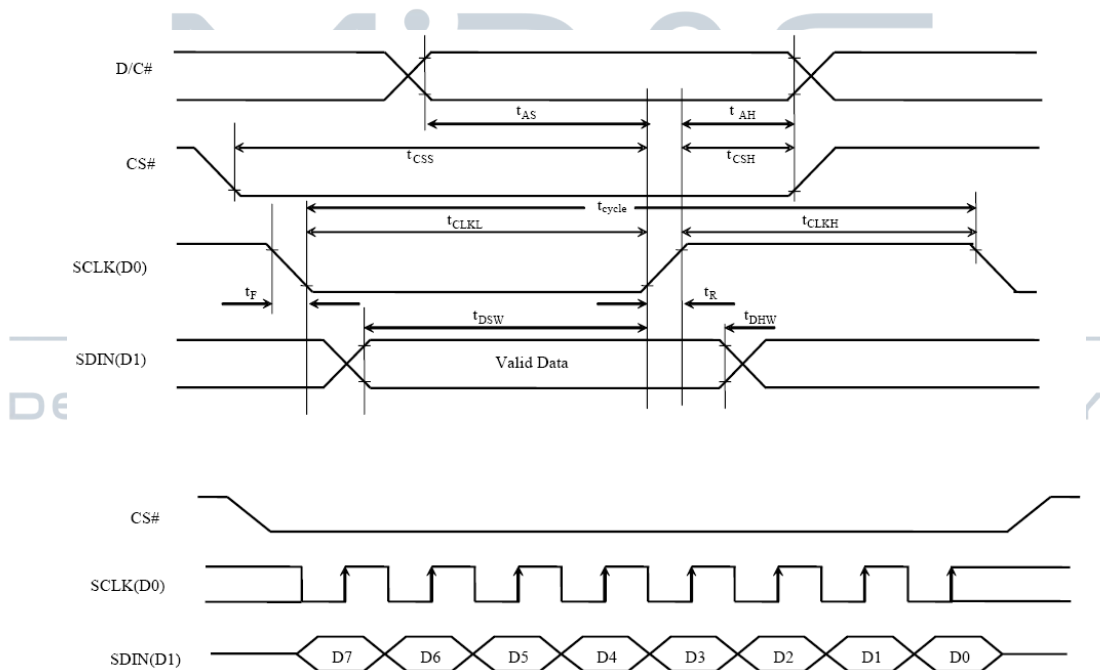 D/C#
tAS
tAH
CS#
tCSS
tCSH
tcycle
tCLKL
tCLKH
SCLK(D0)
tF
tR
tDSW
tDHW
SDIN(D1)
Valid Data
CS#
SCLK(D0)
SDIN(D1)
D7 D6 D5 D4 D3 D2 D1 D0